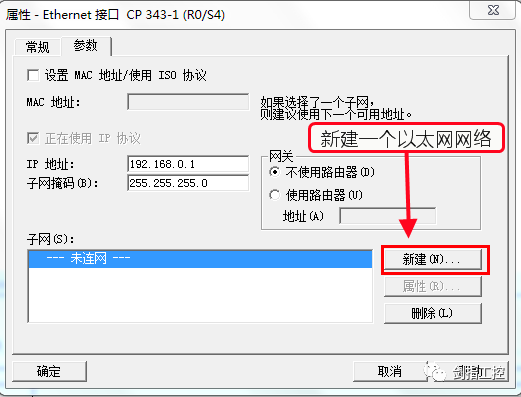 属性 - Ethernet 接口  CP 343-1 (R0/S4)
常规 参数
设置 MAC 地址/使用 ISO 协议
MAC 地址:
如果选择了一个子网,
则建议使用下一个可用地址。
新建一个以太网网络
正在使用 IP 协议
IP 地址: 192.168.0.1
子网掩码(B): 255.255.255.0
网关
不使用路由器(D)
使用路由器(U)
地址(A)
子网(S):
--- 未连网 ---
新建(N)...
属性(R)...
删除(L)
确定 取消
剑指工控